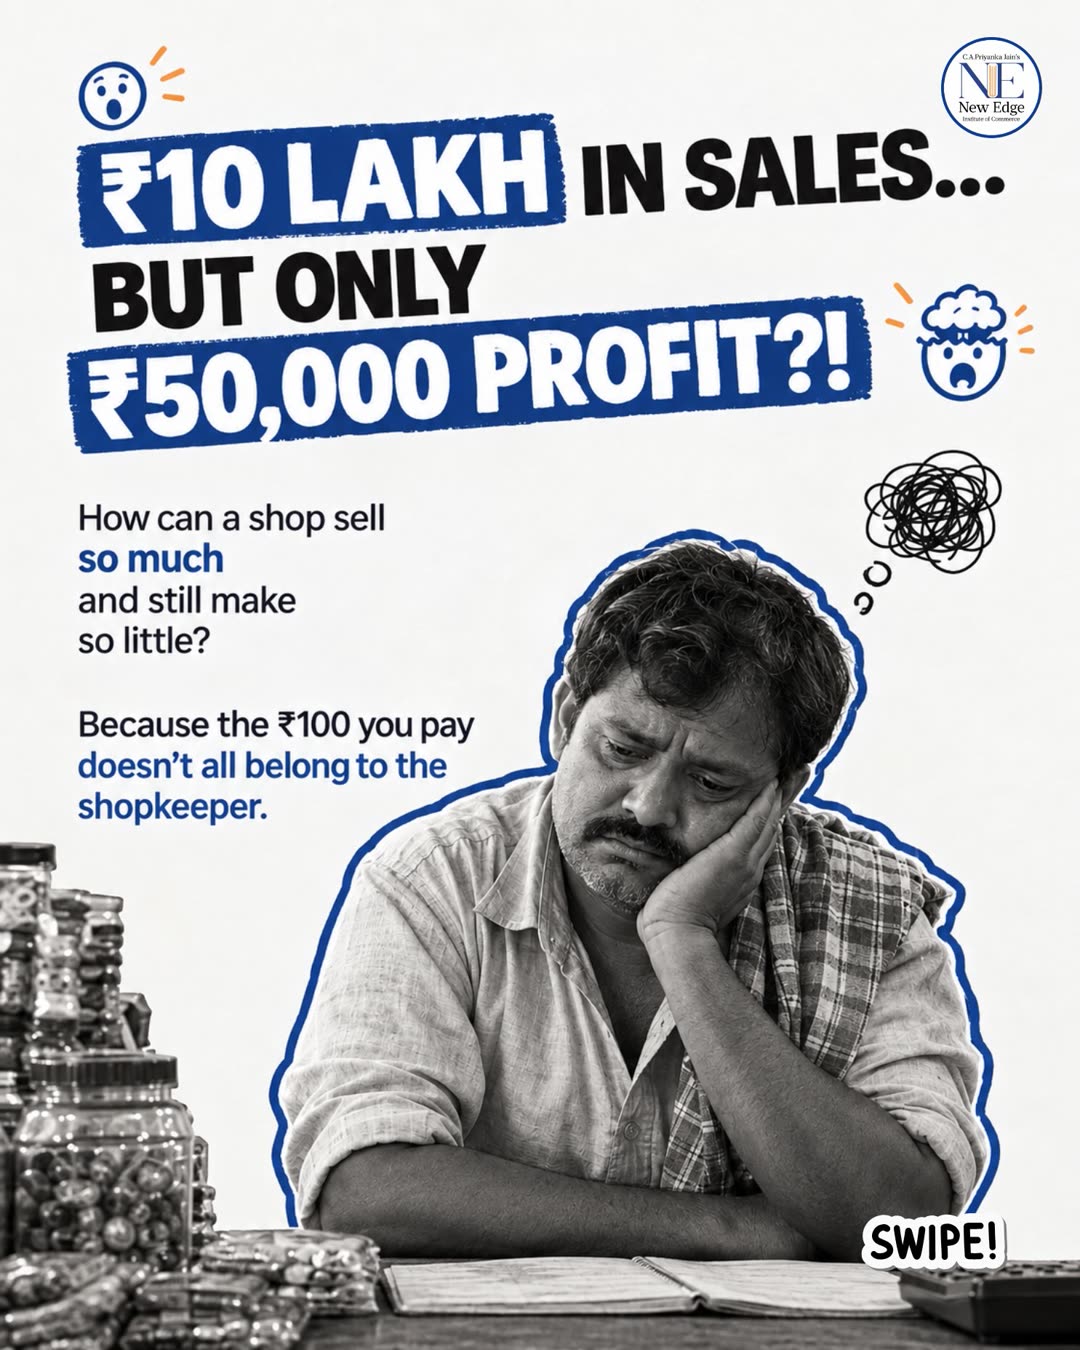 C.A.Priyanka Jain's
NE
New Edge
Institute of Commerce
₹10 LAKH IN SALES...
BUT ONLY
₹50,000 PROFIT?!
How can a shop sell
so much
and still make
so little?
Because the ₹100 you pay
doesn't all belong to the
shopkeeper.
SWIPE!